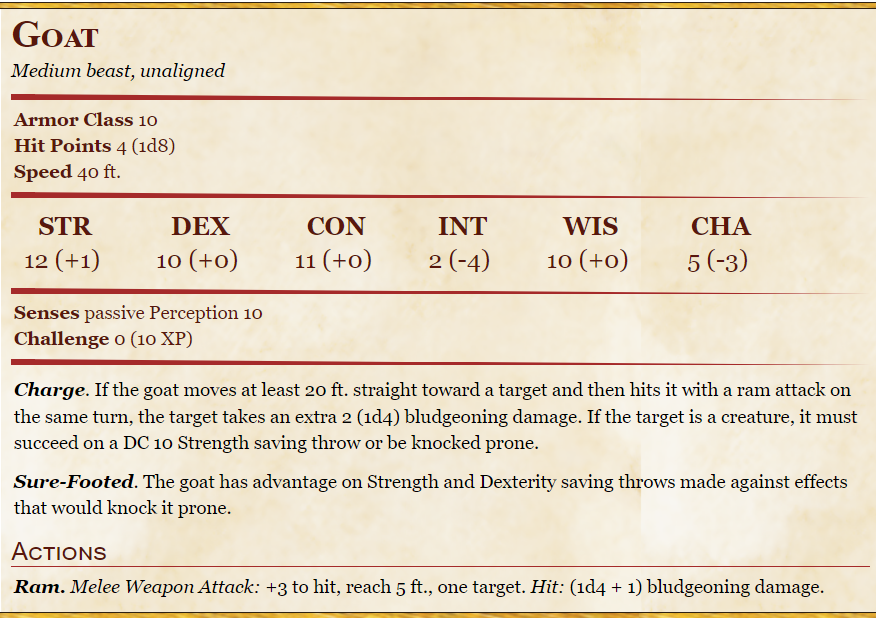 Goat
Medium beast, unaligned
Armor Class 10
Hit Points 4 (1d8)
Speed 40 ft.
STR DEX CON INT WIS CHA
12 (+1) 10 (+0) 11 (+0) 2 (-4) 10 (+0) 5 (-3)
Senses passive Perception 10
Challenge 0 (10 XP)
Charge. If the goat moves at least 20 ft. straight toward a target and then hits it with a ram attack on
the same turn, the target takes an extra 2 (1d4) bludgeoning damage. If the target is a creature, it must
succeed on a DC 10 Strength saving throw or be knocked prone.
Sure-Footed. The goat has advantage on Strength and Dexterity saving throws made against effects
that would knock it prone.
Actions
Ram. Melee Weapon Attack: +3 to hit, reach 5 ft., one target. Hit: (1d4 + 1) bludgeoning damage.